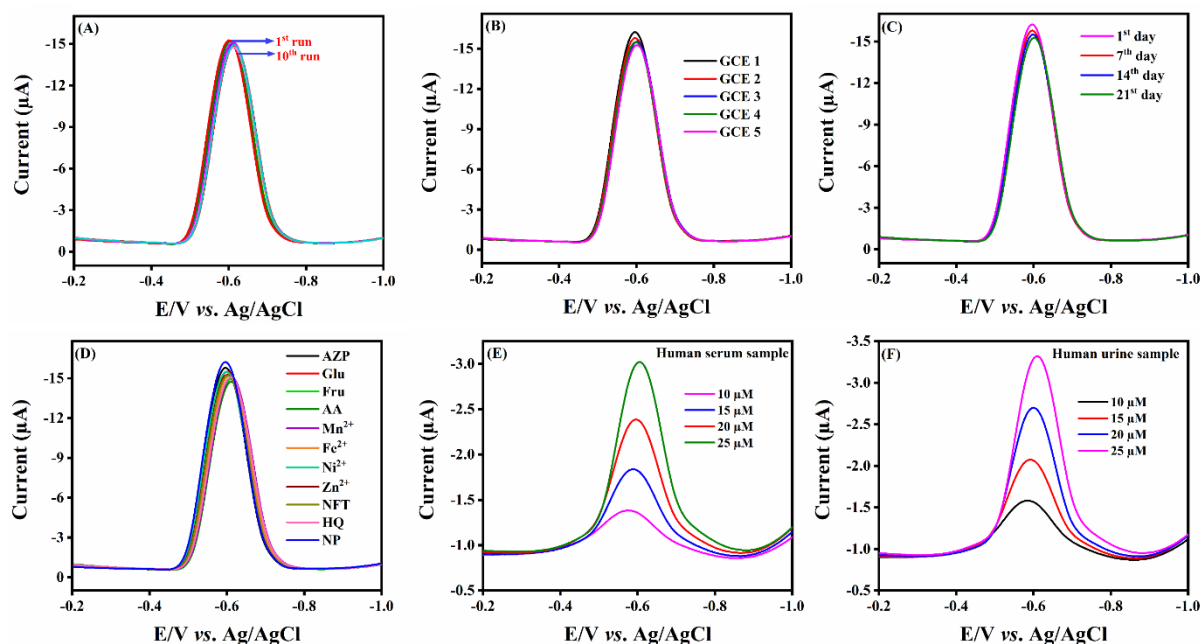 (A)
1st run
10th run
-15
-12
-9
-6
-3
0
Current (µA)
-0.2 -0.4 -0.6 -0.8 -1.0
E/V vs. Ag/AgCl
(B)
GCE 1
GCE 2
GCE 3
GCE 4
GCE 5
-15
-12
-9
-6
-3
0
Current (µA)
-0.2 -0.4 -0.6 -0.8 -1.0
E/V vs. Ag/AgCl
(C)
1st day
7th day
14th day
21st day
-15
-12
-9
-6
-3
0
Current (µA)
-0.2 -0.4 -0.6 -0.8 -1.0
E/V vs. Ag/AgCl
(D)
AZP
Glu
Fru
AA
Mn2+
Fe2+
Ni2+
Zn2+
NFT
HQ
NP
-15
-12
-9
-6
-3
0
Current (µA)
-0.2 -0.4 -0.6 -0.8 -1.0
E/V vs. Ag/AgCl
(E)
Human serum sample
10 µM
15 µM
20 µM
25 µM
-3.0
-2.5
-2.0
-1.5
-1.0
-0.5
Current (µA)
-0.2 -0.4 -0.6 -0.8 -1.0
E/V vs. Ag/AgCl
(F)
Human urine sample
10 µM
15 µM
20 µM
25 µM
-3.5
-3.0
-2.5
-2.0
-1.5
-1.0
-0.5
Current (µA)
-0.2 -0.4 -0.6 -0.8 -1.0
E/V vs. Ag/AgCl